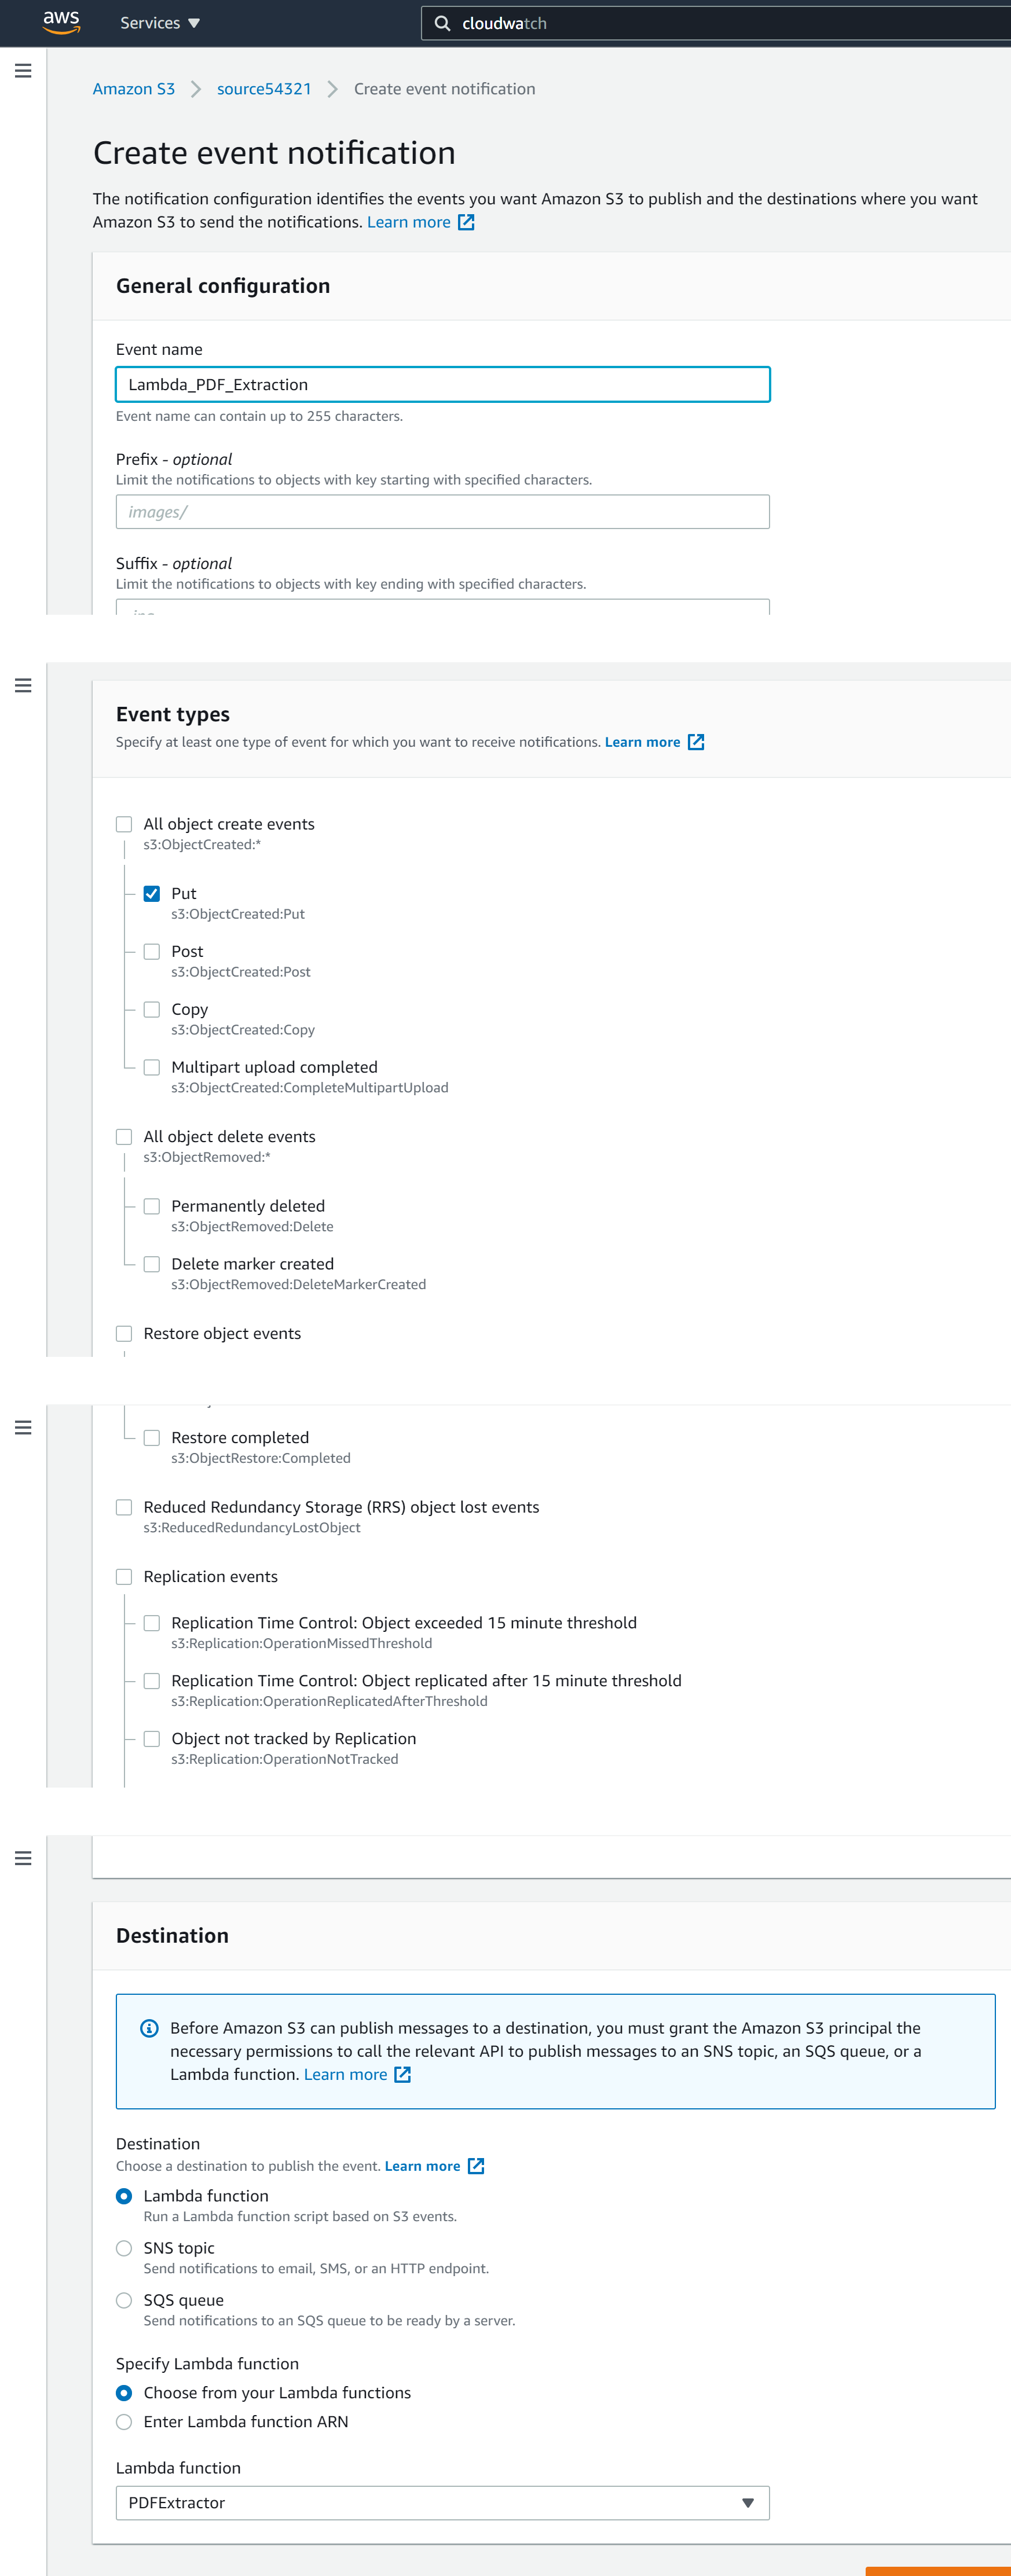 aws
Services
cloudwatch
Amazon S3
source54321
Create event notification
Create event notification
The notification configuration identifies the events you want Amazon S3 to publish and the destinations where you want
Amazon S3 to send the notifications. Learn more
General configuration
Event name
Lambda_PDF_Extraction
Event name can contain up to 255 characters.
Prefix - optional
Limit the notifications to objects with key starting with specified characters.
images/
Suffix - optional
Limit the notifications to objects with key ending with specified characters.
Event types
Specify at least one type of event for which you want to receive notifications. Learn more
All object create events
s3:ObjectCreated:*
Put
s3:ObjectCreated:Put
Post
s3:ObjectCreated:Post
Copy
s3:ObjectCreated:Copy
Multipart upload completed
s3:ObjectCreated:CompleteMultipartUpload
All object delete events
s3:ObjectRemoved:*
Permanently deleted
s3:ObjectRemoved:Delete
Delete marker created
s3:ObjectRemoved:DeleteMarkerCreated
Restore object events
Restore completed
s3:ObjectRestore:Completed
Reduced Redundancy Storage (RRS) object lost events
s3:ReducedRedundancyLostObject
Replication events
Replication Time Control: Object exceeded 15 minute threshold
s3:Replication:OperationMissedThreshold
Replication Time Control: Object replicated after 15 minute threshold
s3:Replication:OperationReplicatedAfterThreshold
Object not tracked by Replication
s3:Replication:OperationNotTracked
Destination
Before Amazon S3 can publish messages to a destination, you must grant the Amazon S3 principal the
necessary permissions to call the relevant API to publish messages to an SNS topic, an SQS queue, or a
Lambda function. Learn more
Destination
Choose a destination to publish the event. Learn more
Lambda function
Run a Lambda function script based on S3 events.
SNS topic
Send notifications to email, SMS, or an HTTP endpoint.
SQS queue
Send notifications to an SQS queue to be ready by a server.
Specify Lambda function
Choose from your Lambda functions
Enter Lambda function ARN
Lambda function
PDFExtractor